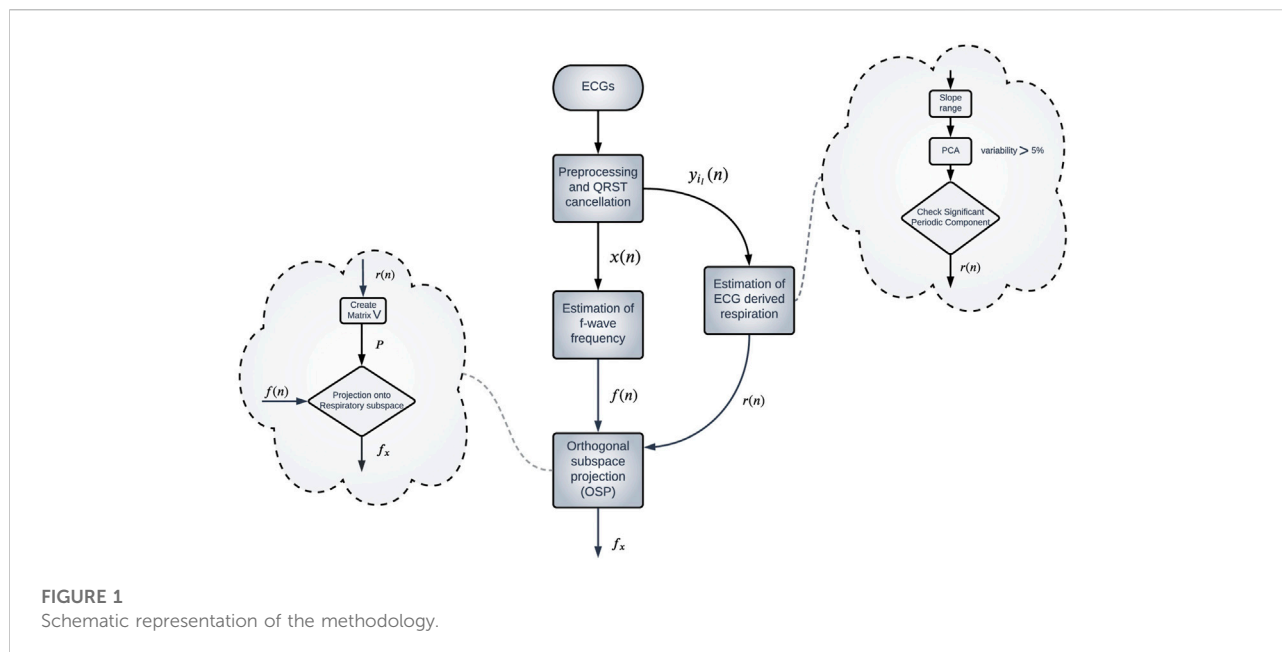 ECGs
Preprocessing
and QRST
cancellation
y_{i_l}(n)
x(n)
Estimation of
f-wave
frequency
Estimation of
ECG derived
respiration
f(n)
r(n)
Orthogonal
subspace
projection
(OSP)
f_x
r(n)
Create
Matrix V
P
f(n)
Projection onto
Respiratory subspace
f_x
Slope
range
PCA
variability > 5%
Check Significant
Periodic Component
r(n)
FIGURE 1
Schematic representation of the methodology.